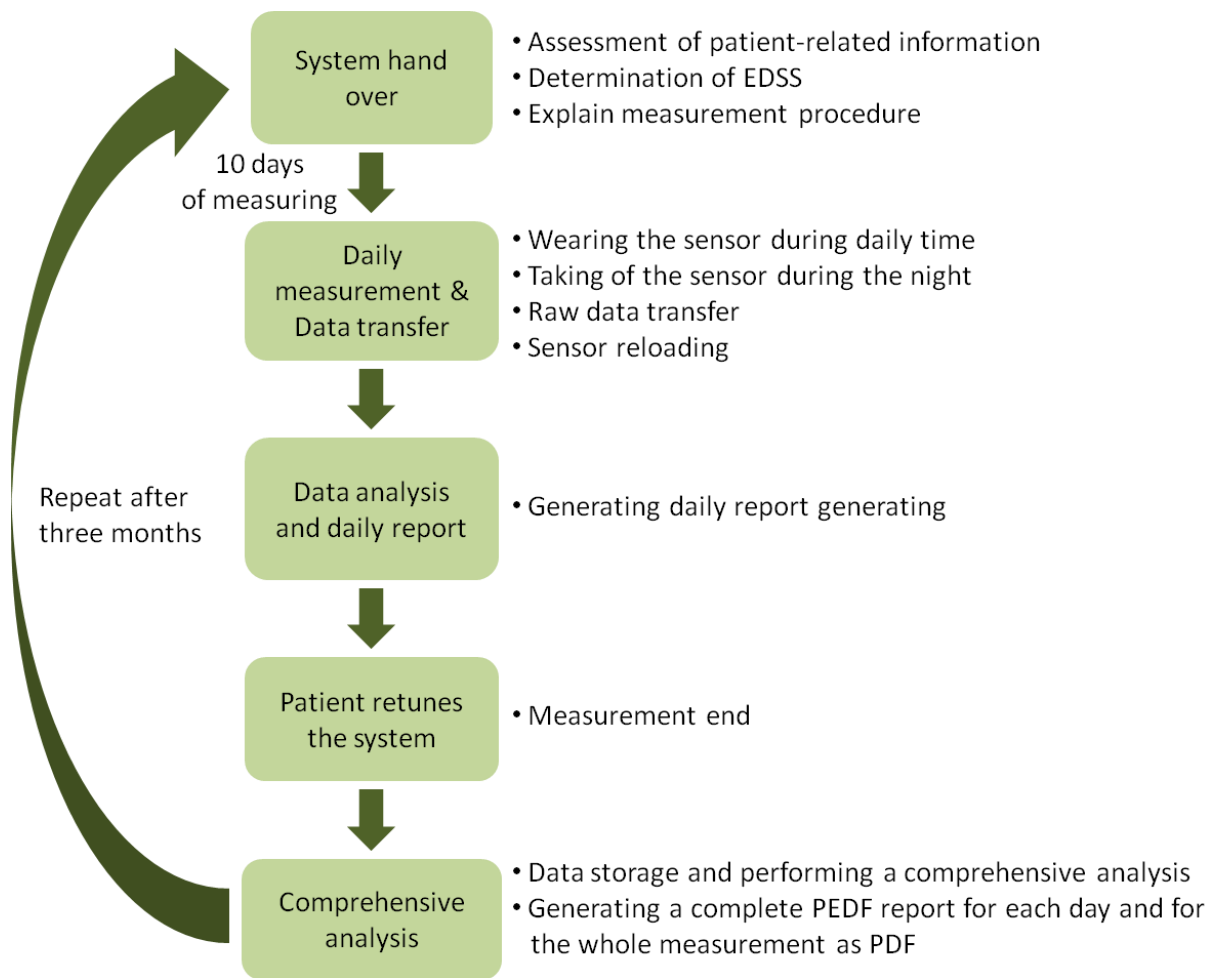 System hand
over
• Assessment of patient-related information
• Determination of EDSS
• Explain measurement procedure
10 days
of measuring
Daily
measurement &
Data transfer
• Wearing the sensor during daily time
• Taking of the sensor during the night
• Raw data transfer
• Sensor reloading
Repeat after
three months
Data analysis
and daily report
• Generating daily report generating
Patient retunes
the system
• Measurement end
Comprehensive
analysis
• Data storage and performing a comprehensive analysis
• Generating a complete PEDF report for each day and for
the whole measurement as PDF